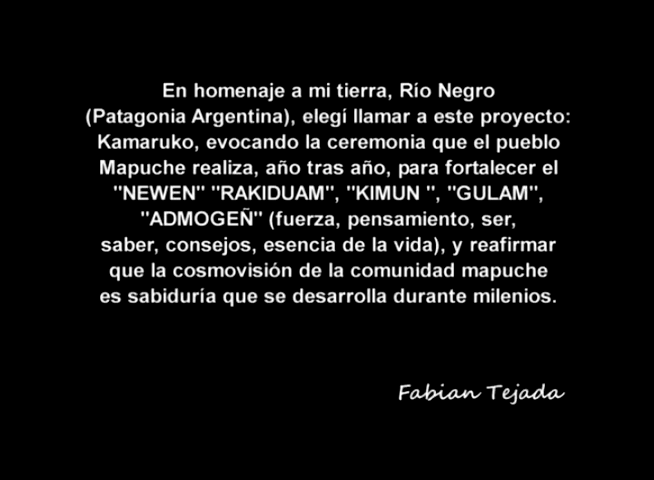 En homenaje a mi tierra, Río Negro
(Patagonia Argentina), elegí llamar a este proyecto:
Kamaruko, evocando la ceremonia que el pueblo
Mapuche realiza, año tras año, para fortalecer el
"NEWEN" "RAKIDUAM", "KIMUN ", "GULAM",
"ADMOGEÑ" (fuerza, pensamiento, ser,
saber, consejos, esencia de la vida), y reafirmar
que la cosmovisión de la comunidad mapuche
es sabiduría que se desarrolla durante milenios.
Fabian Tejada